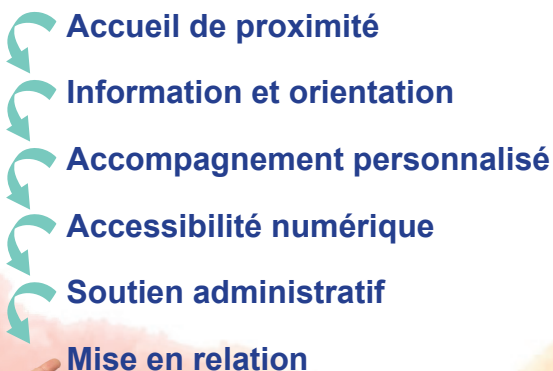 Accueil de proximité
Information et orientation
Accompagnement personnalisé
Accessibilité numérique
Soutien administratif
Mise en relation